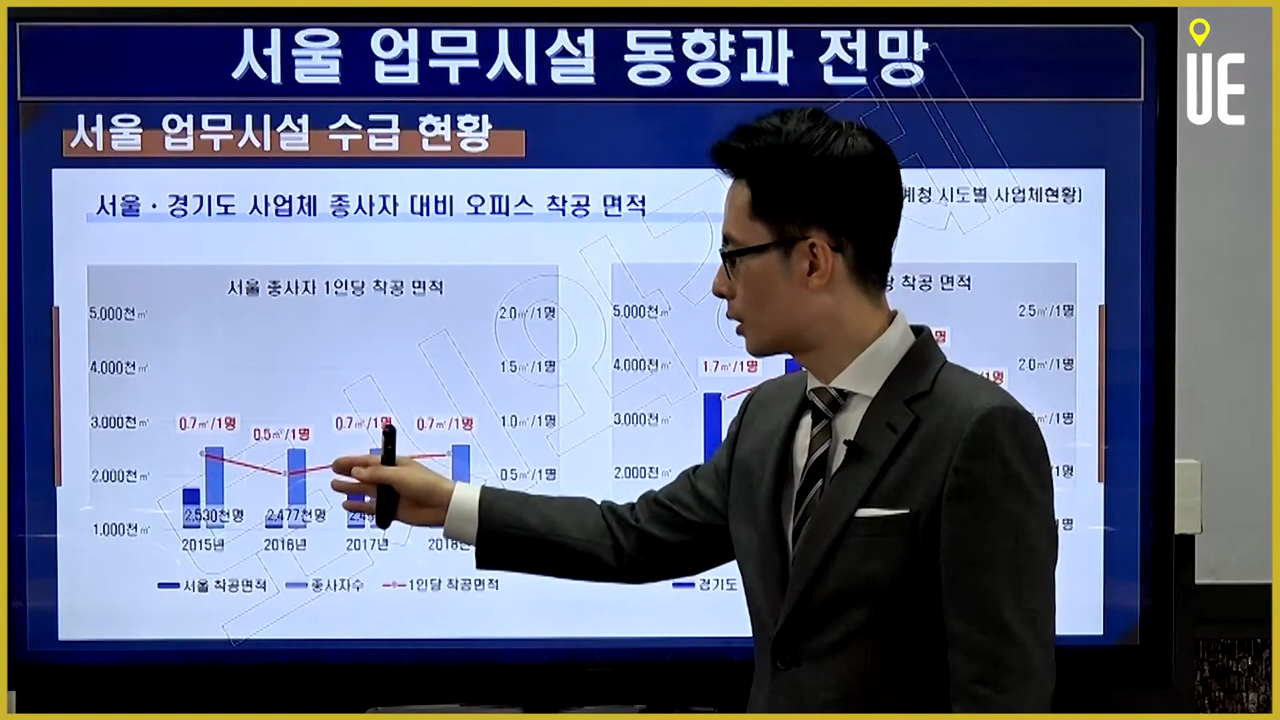 서울 업무시설 동향과 전망
UE
서울 업무시설 수급 현황
서울·경기도 사업체 종사자 대비 오피스 착공 면적
계청 시도별 사업체현황)
서울 종사자 1인당 착공 면적
5,000천㎡
4,000천㎡
3,000천㎡
2,000천㎡
1,000천㎡
2.0㎡/1명
1.5㎡/1명
1.0㎡/1명
0.5㎡/1명
0.7㎡/1명
0.5㎡/1명
0.7㎡/1명
0.7㎡/1명
2,530천명
2,477천명
2015년
2016년
2017년
2018년
서울 착공면적
종사자수
1인당 착공면적
착공 면적
5,000천㎡
4,000천㎡
3,000천㎡
2,000천㎡
2.5㎡/1명
2.0㎡/1명
1.7㎡/1명
경기도